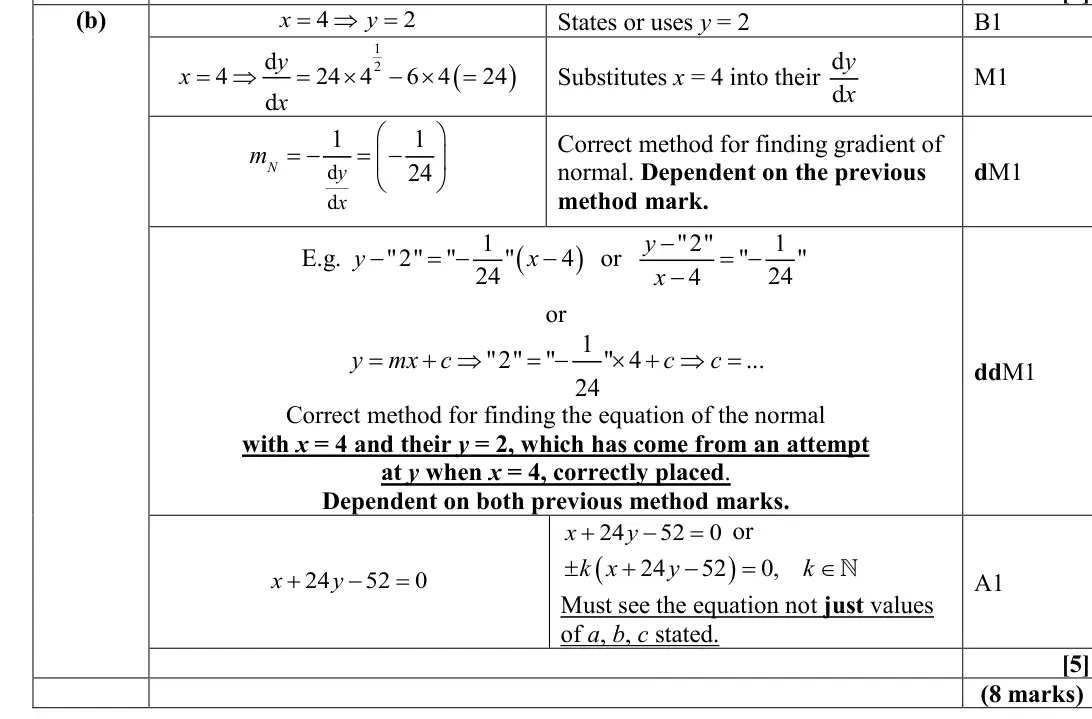 (b) x = 4 ⇒ y = 2 States or uses y = 2 B1
x = 4 ⇒ dy/dx = 24 × 4^(1/2) − 6 × 4 (= 24) Substitutes x = 4 into their dy/dx M1
m_N = − 1/(dy/dx) = (− 1/24) Correct method for finding gradient of
normal. Dependent on the previous dM1
method mark.
E.g. y − "2" = "− 1/24" (x − 4) or (y − "2")/(x − 4) = "− 1/24"
or
y = mx + c ⇒ "2" = "− 1/24" × 4 + c ⇒ c = ...
ddM1
Correct method for finding the equation of the normal
with x = 4 and their y = 2, which has come from an attempt
at y when x = 4, correctly placed.
Dependent on both previous method marks.
x + 24y − 52 = 0
x + 24y − 52 = 0 or
±k(x + 24y − 52) = 0, k ∈ ℕ
Must see the equation not just values
of a, b, c stated.
A1
[5]
(8 marks)